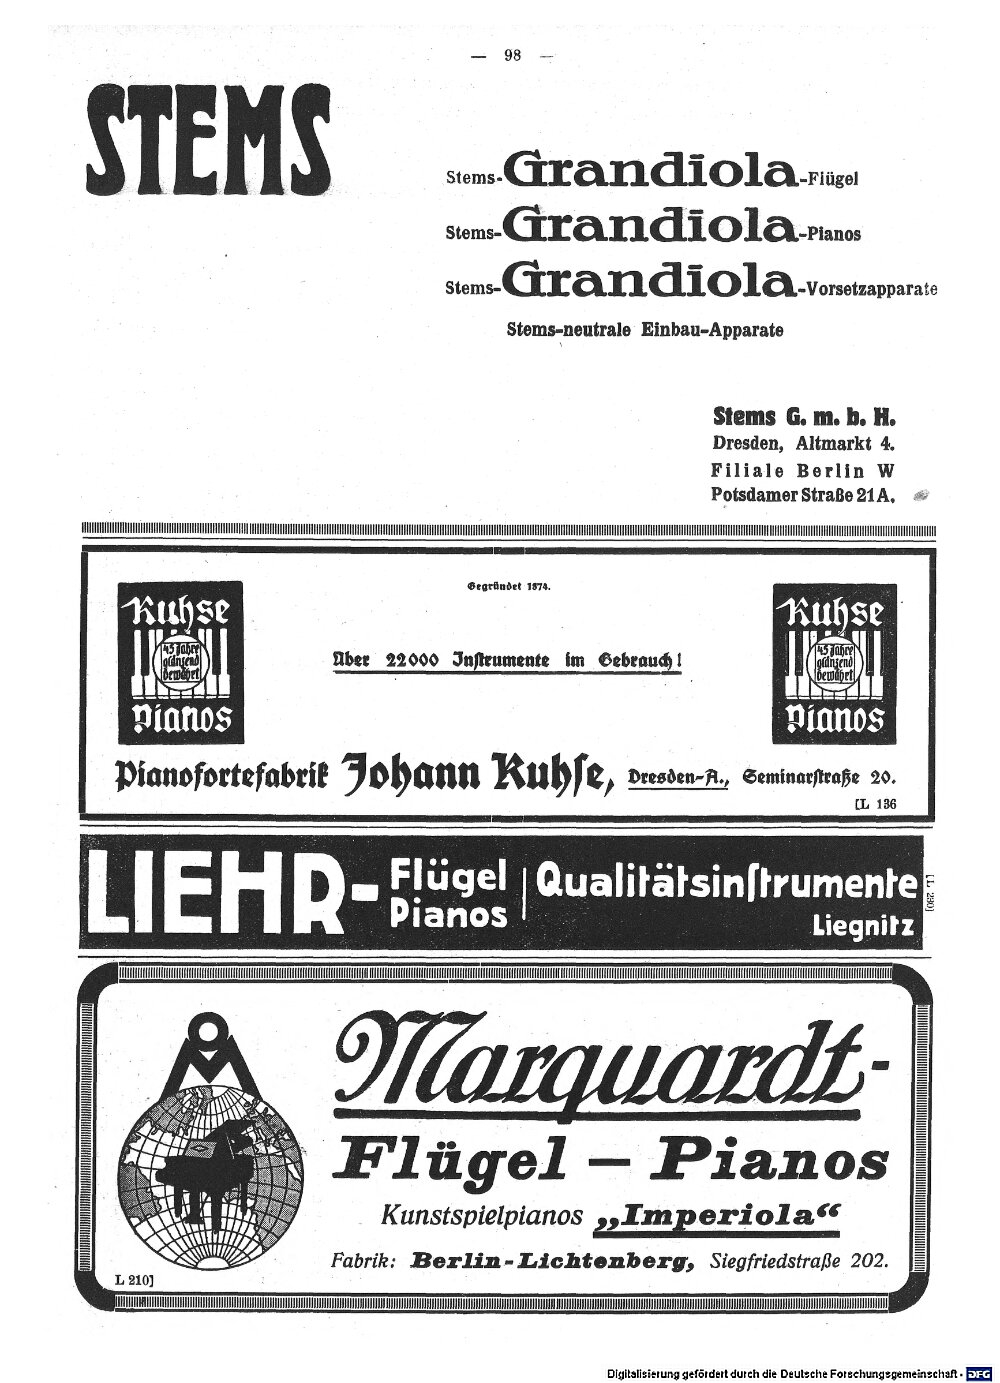 — 98 —
STEMS
Stems-Grandiola-Flügel
Stems-Grandiola-Pianos
Stems-Grandiola-Vorsetzapparate
Stems-neutrale Einbau-Apparate
Stems G. m. b. H.
Dresden, Altmarkt 4.
Filiale Berlin W
Potsdamer Straße 21A.
Gegründet 1874.
Kuhse
45 Jahre
glänzend
bewährt
Pianos
Über 22000 Instrumente im Gebrauch!
Kuhse
45 Jahre
glänzend
bewährt
Pianos
Pianofortefabrik Johann Kuhse, Dresden-A., Seminarstraße 20.
[L 136
LIEHR-Flügel
Pianos
Qualitätsinstrumente
Liegnitz
[L 290]
Marquardt-
Flügel — Pianos
Kunstspielpianos „Imperiola“
Fabrik: Berlin-Lichtenberg, Siegfriedstraße 202.
L 210]
Digitalisierung gefördert durch die Deutsche Forschungsgemeinschaft - DFG